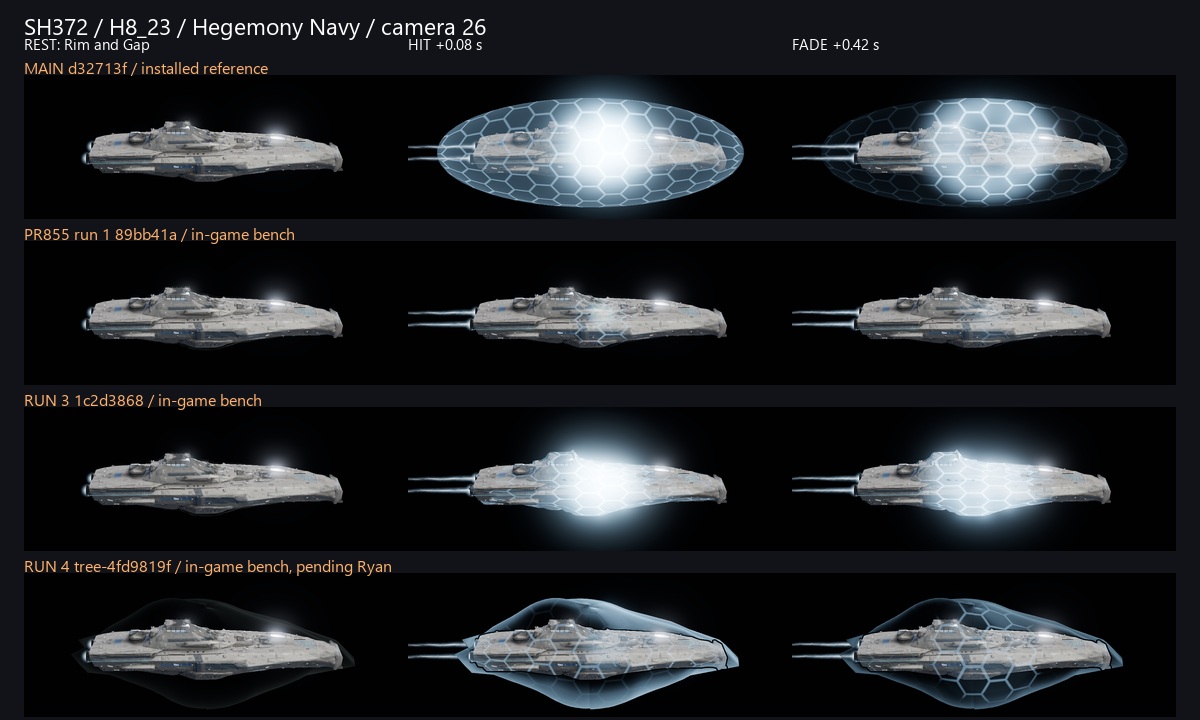 SH372 / H8_23 / Hegemony Navy / camera 26
REST: Rim and Gap
HIT +0.08 s
FADE +0.42 s
MAIN d32713f / installed reference
PR855 run 1 89bb41a / in-game bench
RUN 3 1c2d3868 / in-game bench
RUN 4 tree-4fd9819f / in-game bench, pending Ryan